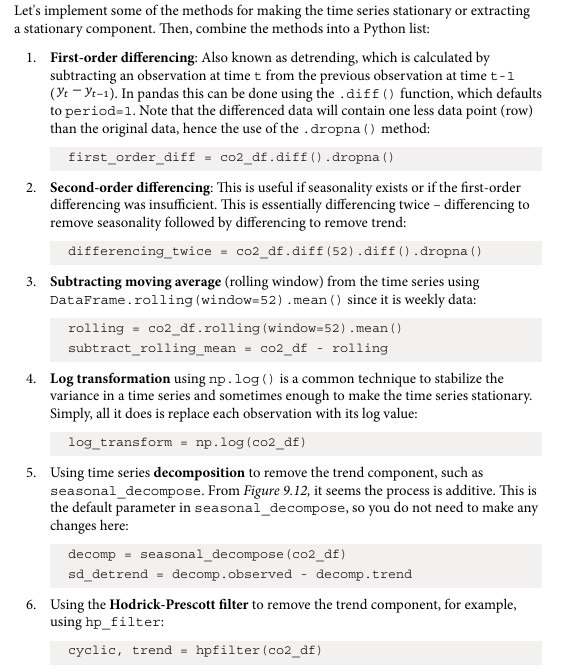 Let's implement some of the methods for making the time series stationary or extracting
a stationary component. Then, combine the methods into a Python list:
1. First-order differencing: Also known as detrending, which is calculated by
subtracting an observation at time t from the previous observation at time t-1
(yt − yt−1). In pandas this can be done using the .diff() function, which defaults
to period=1. Note that the differenced data will contain one less data point (row)
than the original data, hence the use of the .dropna() method:
first_order_diff = co2_df.diff().dropna()
2. Second-order differencing: This is useful if seasonality exists or if the first-order
differencing was insufficient. This is essentially differencing twice – differencing to
remove seasonality followed by differencing to remove trend:
differencing_twice = co2_df.diff(52).diff().dropna()
3. Subtracting moving average (rolling window) from the time series using
DataFrame.rolling(window=52).mean() since it is weekly data:
rolling = co2_df.rolling(window=52).mean()
subtract_rolling_mean = co2_df - rolling
4. Log transformation using np.log() is a common technique to stabilize the
variance in a time series and sometimes enough to make the time series stationary.
Simply, all it does is replace each observation with its log value:
log_transform = np.log(co2_df)
5. Using time series decomposition to remove the trend component, such as
seasonal_decompose. From Figure 9.12, it seems the process is additive. This is
the default parameter in seasonal_decompose, so you do not need to make any
changes here:
decomp = seasonal_decompose(co2_df)
sd_detrend = decomp.observed - decomp.trend
6. Using the Hodrick-Prescott filter to remove the trend component, for example,
using hp_filter:
cyclic, trend = hpfilter(co2_df)